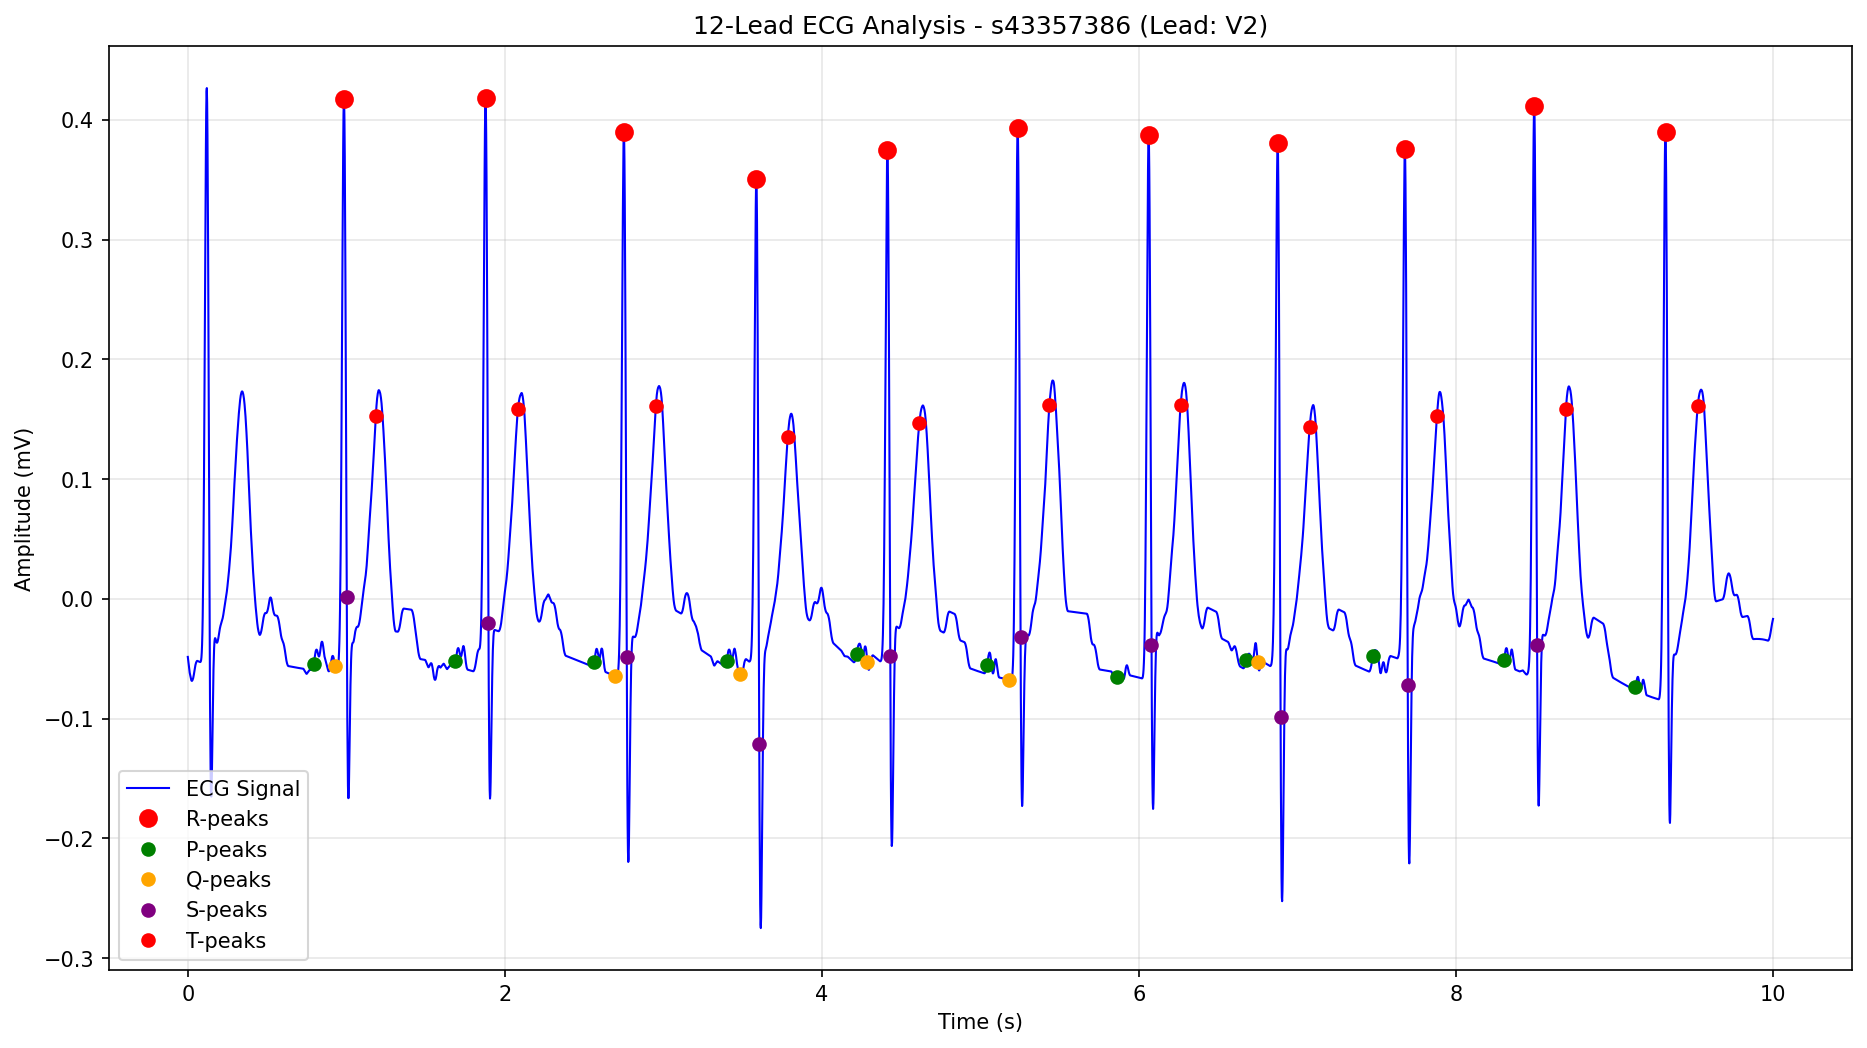 12-Lead ECG Analysis - s43357386 (Lead: V2)
Amplitude (mV)
0.4
0.3
0.2
0.1
0.0
−0.1
−0.2
−0.3
ECG Signal
R-peaks
P-peaks
Q-peaks
S-peaks
T-peaks
0 2 4 6 8 10
Time (s)